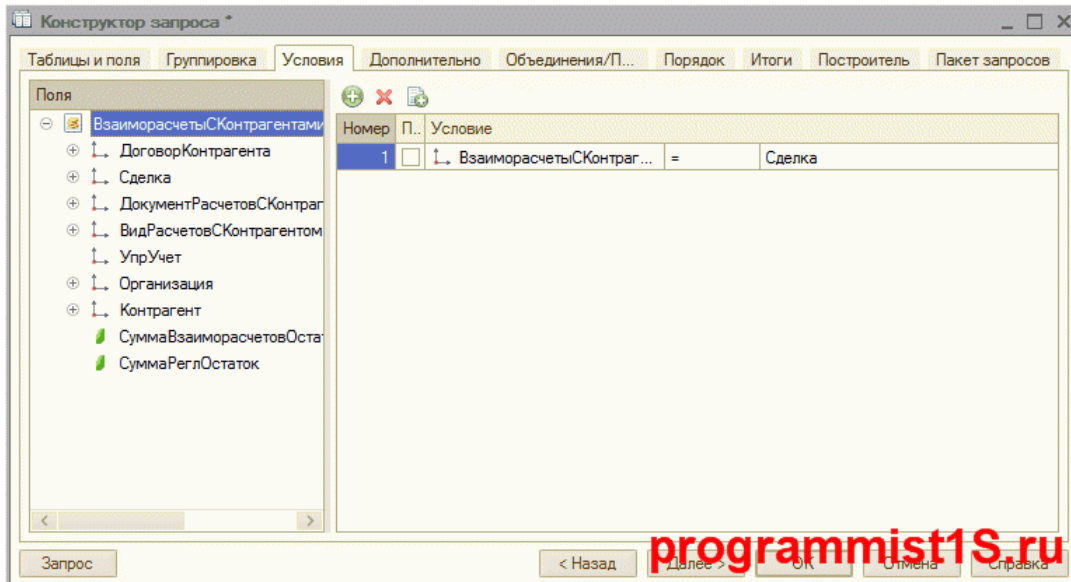 Конструктор запроса *
Таблицы и поля Группировка Условия Дополнительно Объединения/П... Порядок Итоги Построитель Пакет запросов
Поля
Номер П.. Условие
ВзаиморасчетыСКонтрагентами
1 ВзаиморасчетыСКонтраг... = Сделка
ДоговорКонтрагента
Сделка
ДокументРасчетовСКонтраг
ВидРасчетовСКонтрагентом
УпрУчет
Организация
Контрагент
СуммаВзаиморасчетовОстат
СуммаРеглОстаток
Запрос < Назад Далее > ОК Отмена Справка
programmist1S.ru